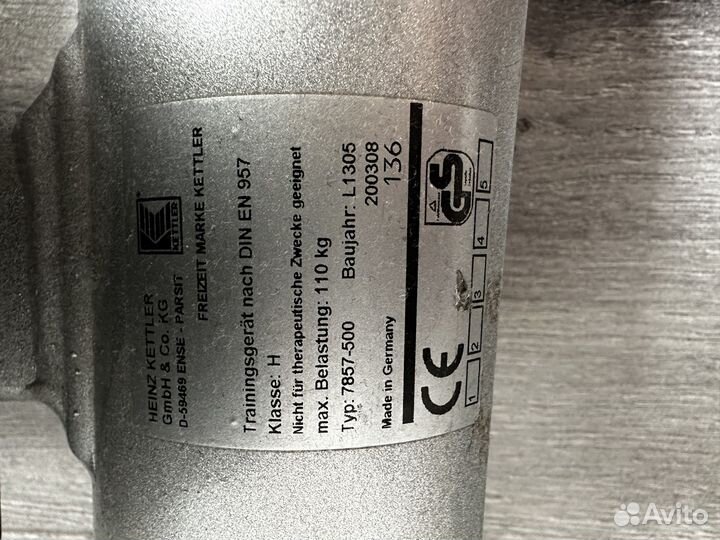 HEINZ KETTLER
GmbH & Co. KG
D-59469 ENSE - PARSIT
KETTLER
FREIZEIT MARKE KETTLER
Trainingsgerät nach DIN EN 957
Klasse: H
Nicht für therapeutische Zwecke geeignet
max. Belastung: 110 kg
Typ: 7857-500 Baujahr: L1305
200308
Made in Germany 136
CE GS
1 2 3 4 5
Avito